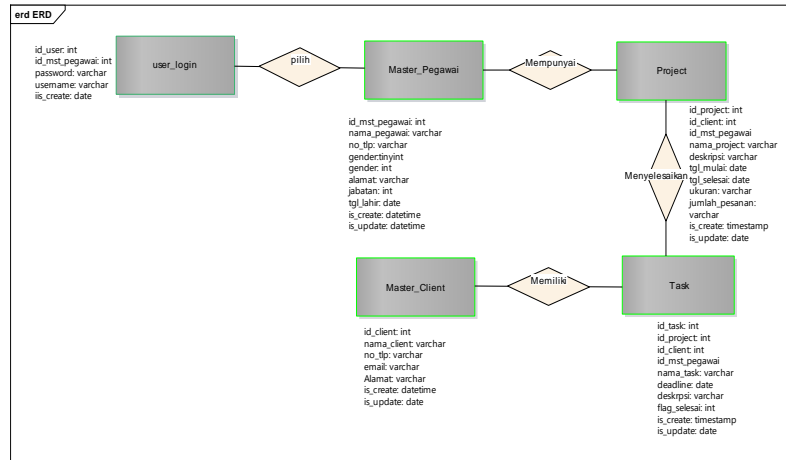 erd ERD
user_login
id_user: int
id_mst_pegawai: int
password: varchar
username: varchar
iis_create: date
pilih
Master_Pegawai
id_mst_pegawai: int
nama_pegawai: varchar
no_tlp: varchar
gender:tinyint
gender: int
alamat: varchar
jabatan: int
tgl_lahir: date
is_create: datetime
is_update: datetime
Mempunyai
Project
id_project: int
id_client: int
id_mst_pegawai
nama_project: varchar
deskripsi: varchar
tgl_mulai: date
tgl_selesai: date
ukuran: varchar
jumlah_pesanan:
varchar
is_create: timestamp
is_update: date
Menyelesaikan
Master_Client
id_client: int
nama_client: varchar
no_tlp: varchar
email: varchar
Alamat: varchar
is_create: datetime
is_update: date
Memiliki
Task
id_task: int
id_project: int
id_client: int
id_mst_pegawai
nama_task: varchar
deadline: date
deskrpsi: varchar
flag_selesai: int
is_create: timestamp
is_update: date